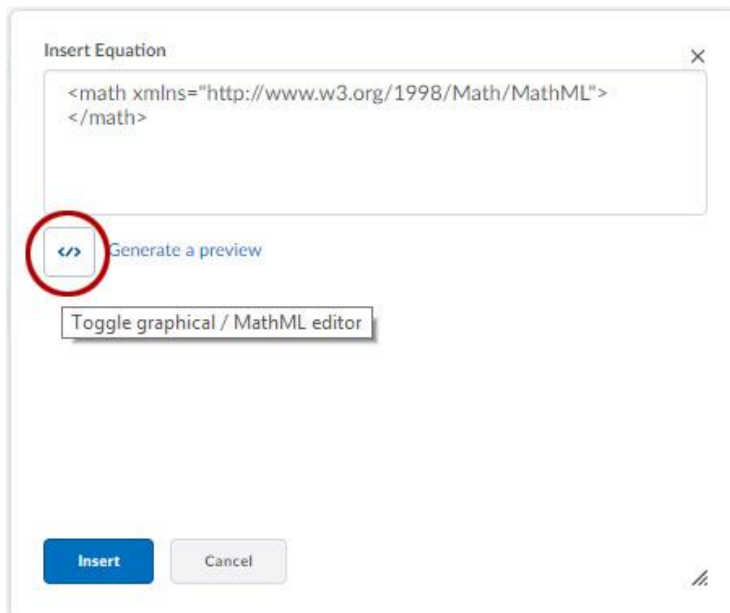 Insert Equation
<math xmlns="http://www.w3.org/1998/Math/MathML">
</math>
</> Generate a preview
Toggle graphical / MathML editor
Insert Cancel